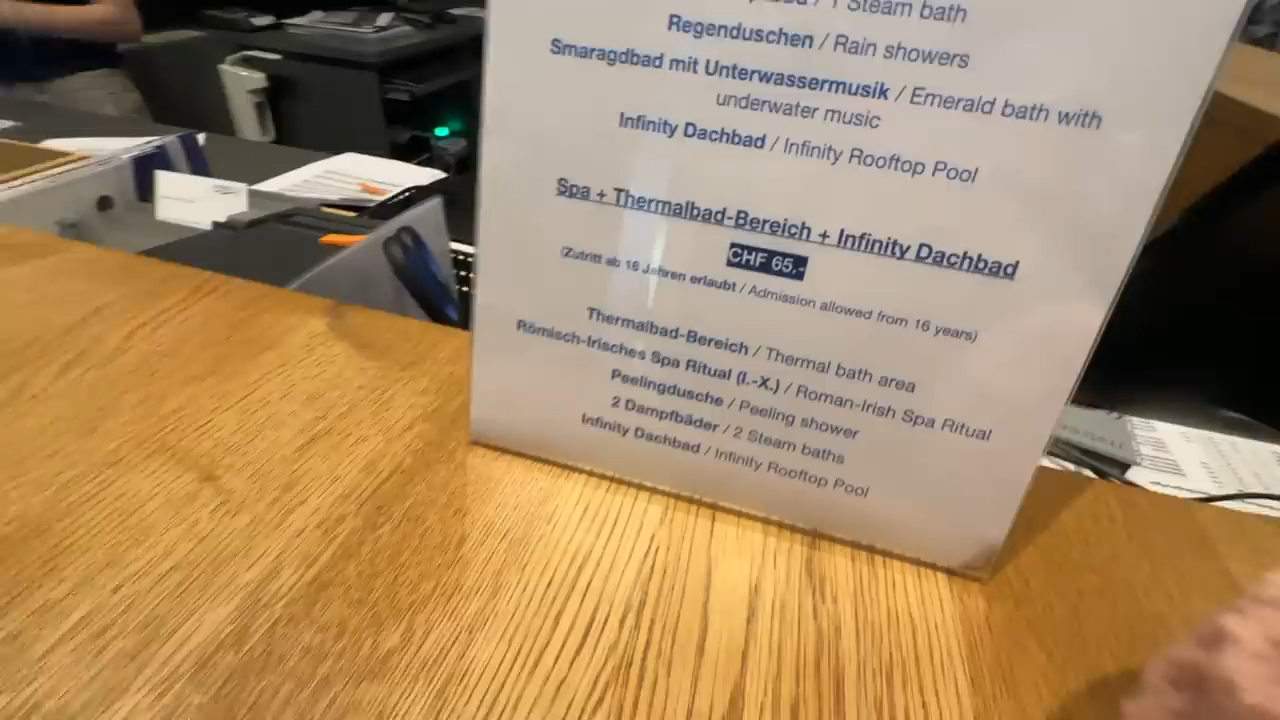 / 1 Steam bath
Regenduschen / Rain showers
Smaragdbad mit Unterwassermusik / Emerald bath with
underwater music
Infinity Dachbad / Infinity Rooftop Pool
Spa + Thermalbad-Bereich + Infinity Dachbad
CHF 65.-
(Zutritt ab 16 Jahren erlaubt / Admission allowed from 16 years)
Thermalbad-Bereich / Thermal bath area
Römisch-Irisches Spa Ritual (I.-X.) / Roman-Irish Spa Ritual
Peelingdusche / Peeling shower
2 Dampfbäder / 2 Steam baths
Infinity Dachbad / Infinity Rooftop Pool